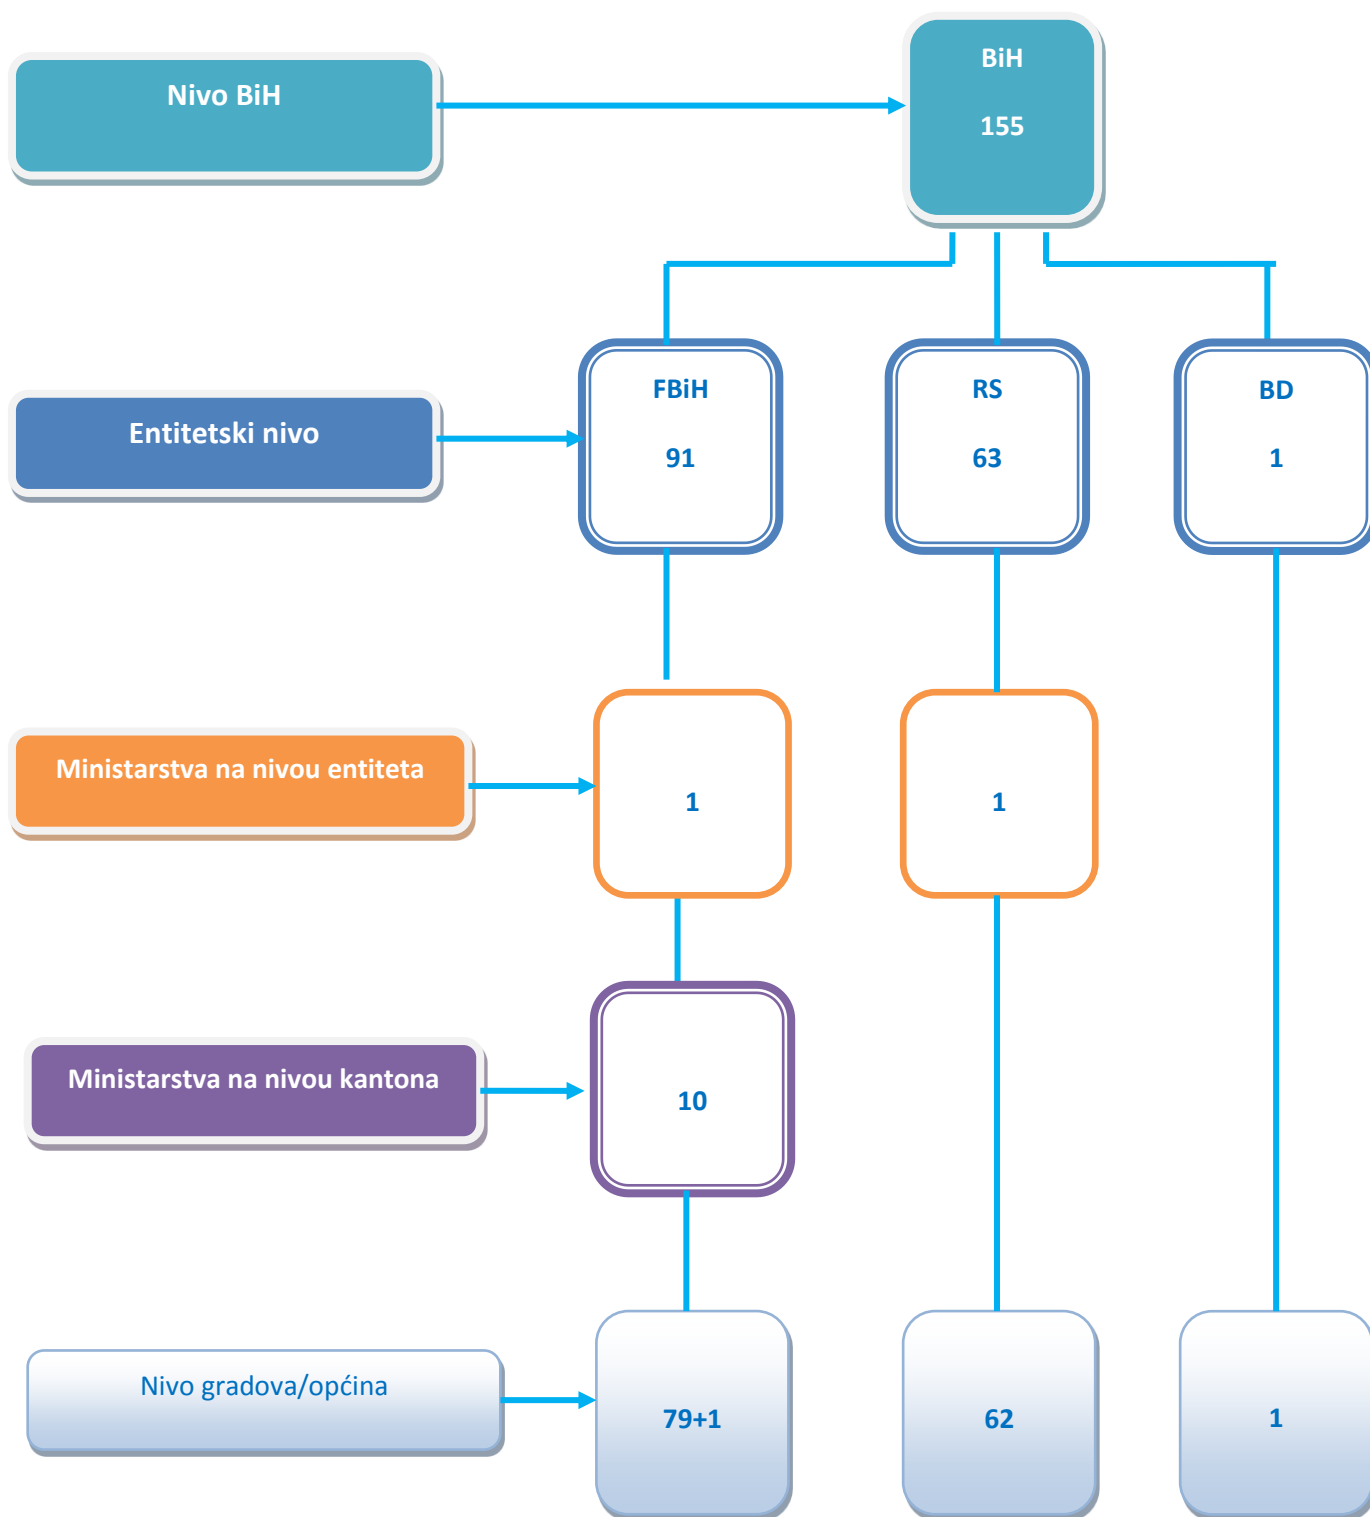 Nivo BiH
BiH
155
Entitetski nivo
FBiH
91
RS
63
BD
1
Ministarstva na nivou entiteta
1
1
Ministarstva na nivou kantona
10
Nivo gradova/općina
79+1
62
1